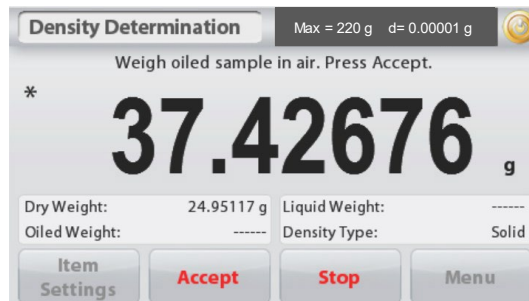 Density Determination Max = 220 g d= 0.00001 g
Weigh oiled sample in air. Press Accept.
*
37.42676 g
Dry Weight: 24.95117 g Liquid Weight: ------
Oiled Weight: ------ Density Type: Solid
Item Settings Accept Stop Menu